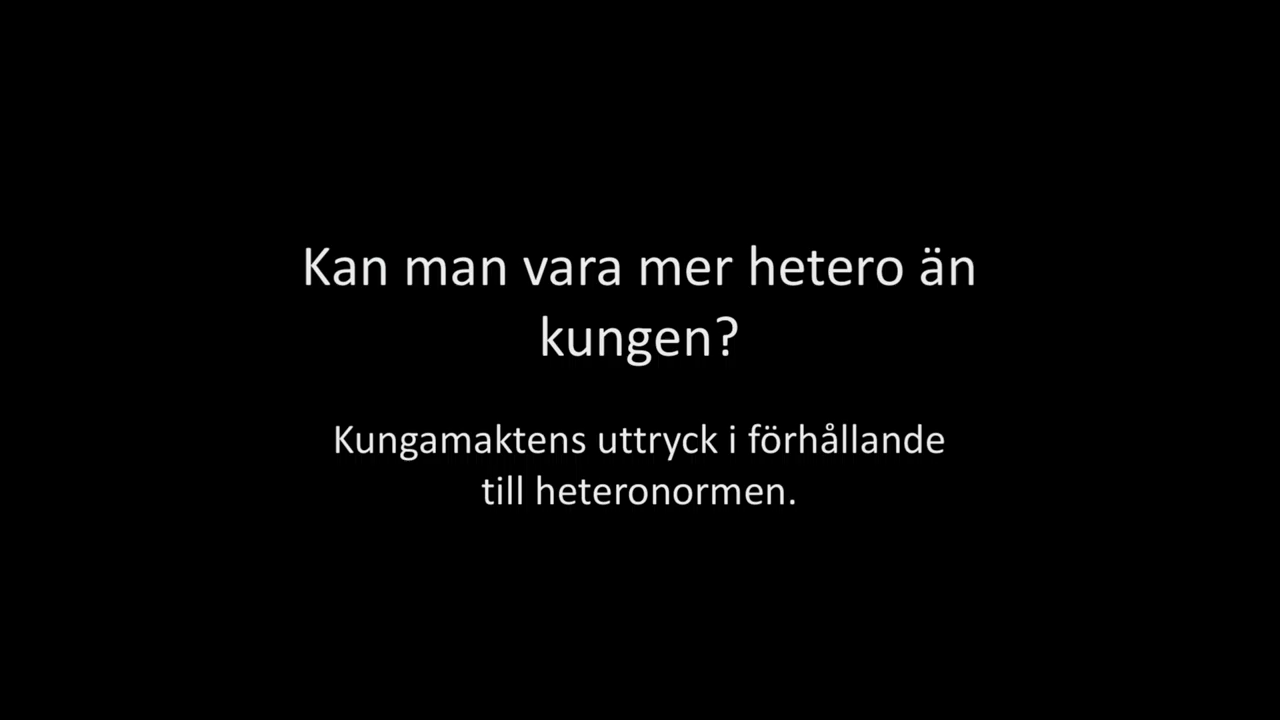 Kan man vara mer hetero än
kungen?
Kungamaktens uttryck i förhållande
till heteronormen.